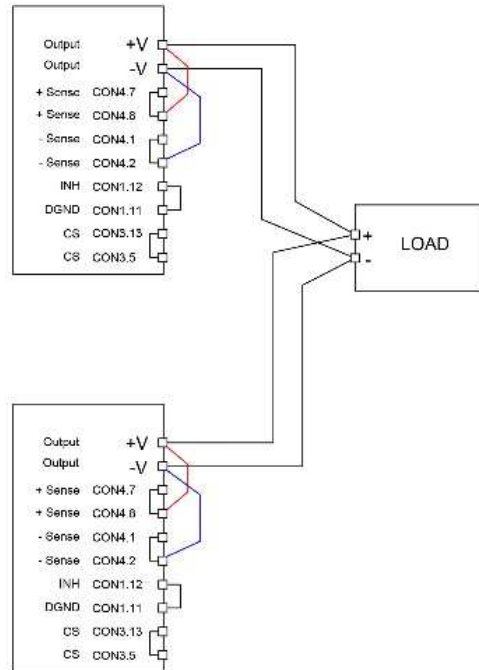 Output +V
Output -V
+ Sense CON4.7
+ Sense CON4.8
- Sense CON4.1
- Sense CON4.2
INH CON1.12
DGND CON1.11
CS CON3.13
CS CON3.5
+
-
LOAD
Output +V
Output -V
+ Sense CON4.7
+ Sense CON4.8
- Sense CON4.1
- Sense CON4.2
INH CON1.12
DGND CON1.11
CS CON3.13
CS CON3.5